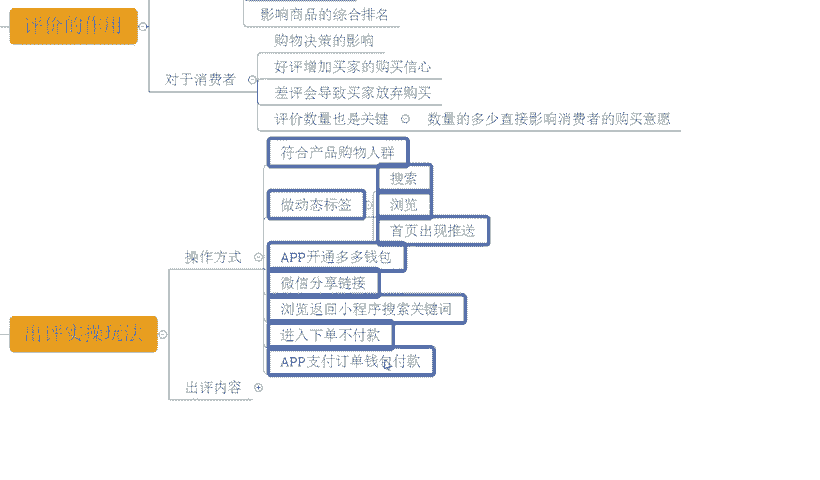 评价的作用
影响商品的综合排名
对于消费者
购物决策的影响
好评增加买家的购买信心
差评会导致买家放弃购买
评价数量也是关键
数量的多少直接影响消费者的购买意愿
出评实操玩法
操作方式
符合产品购物人群
做动态标签
搜索
浏览
首页出现推送
APP开通多多钱包
微信分享链接
浏览返回小程序搜索关键词
进入下单不付款
APP支付订单钱包付款
出评内容